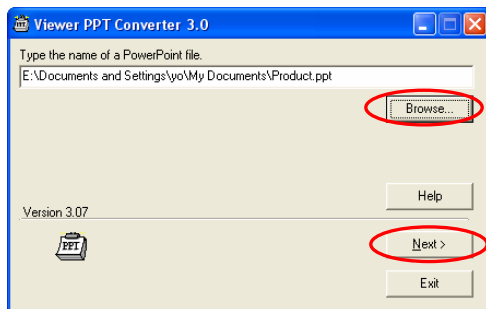 Viewer PPT Converter 3.0
Type the name of a PowerPoint file.
E:\Documents and Settings\yo\My Documents\Product.ppt
Browse...
Help
Version 3.07
PPT
Next >
Exit